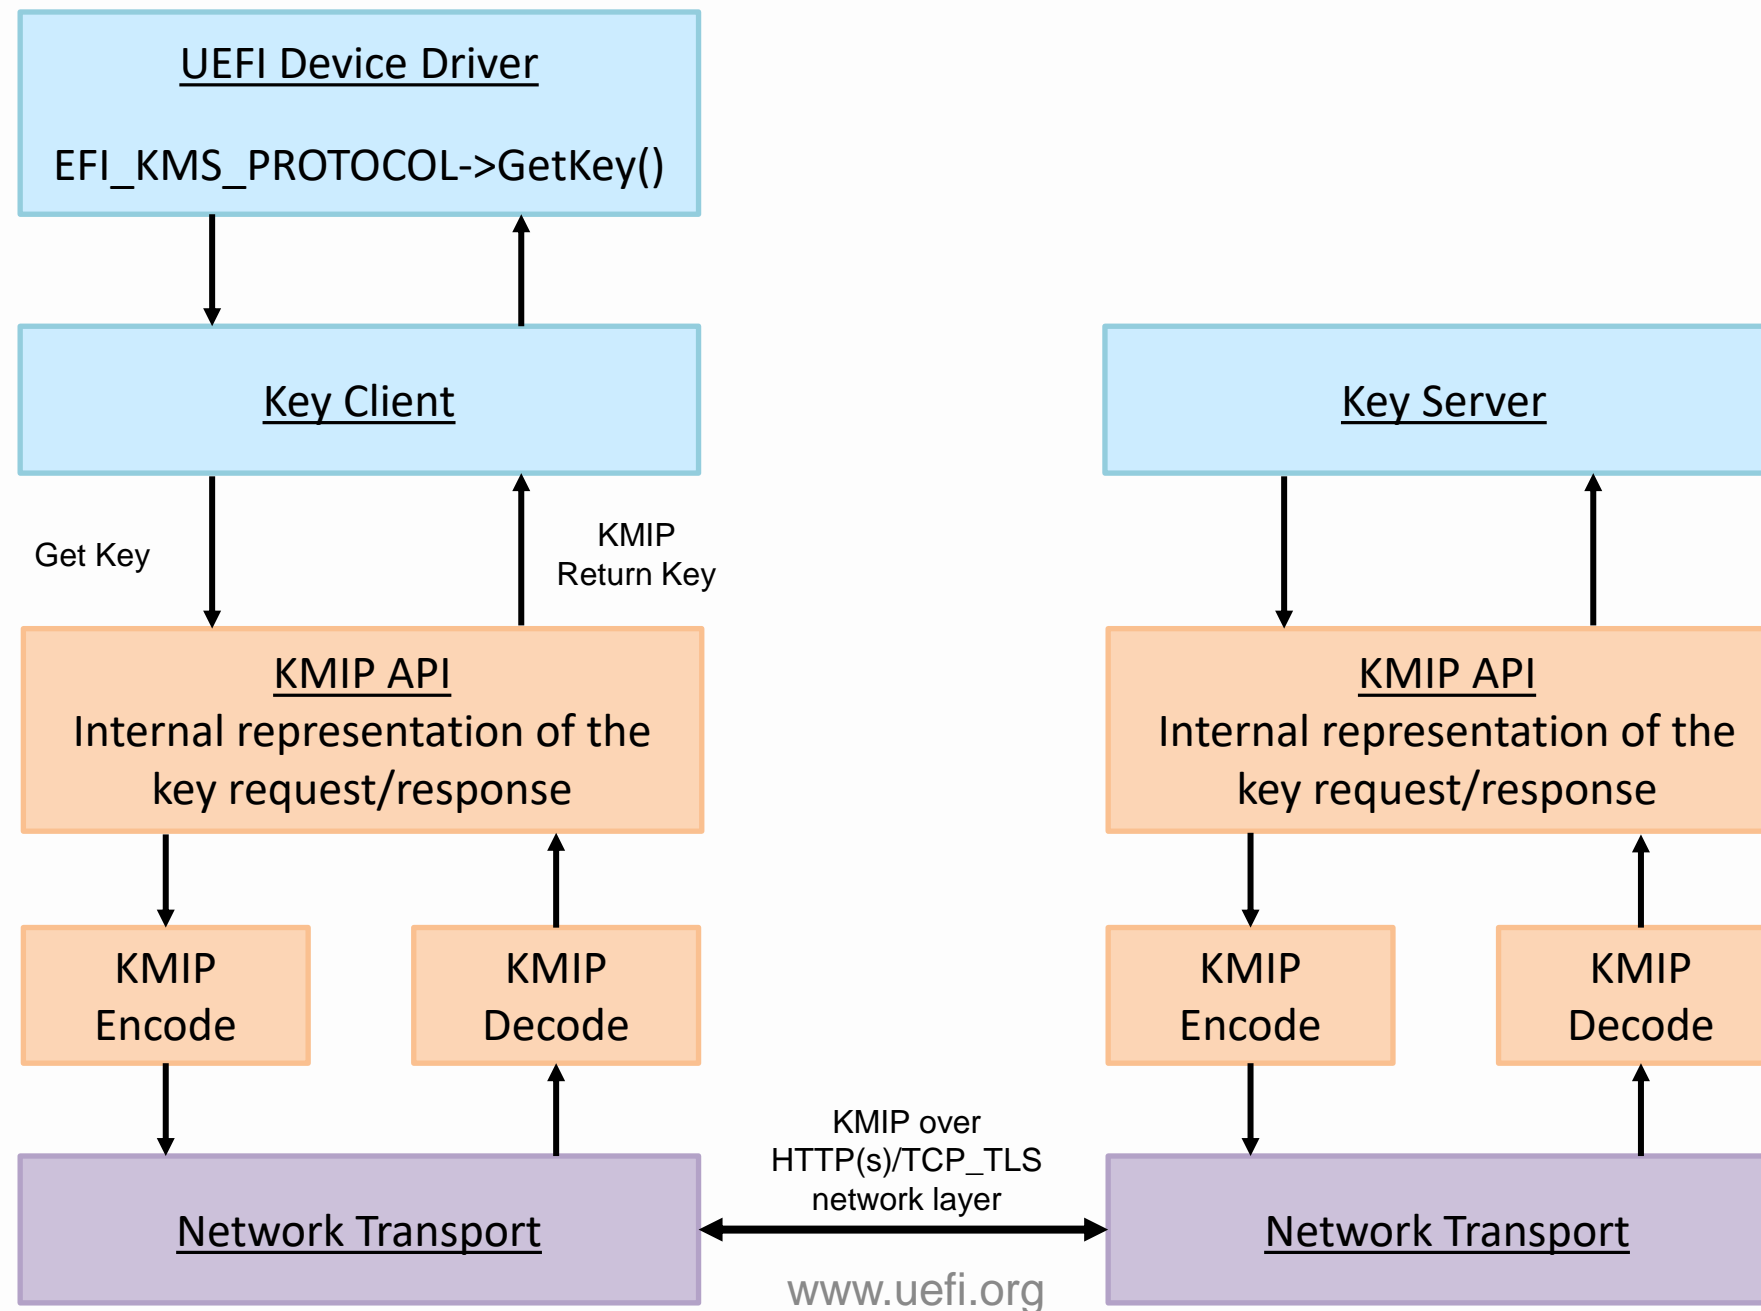 UEFI Device Driver
EFI_KMS_PROTOCOL->GetKey()
Key Client
Key Server
Get Key
KMIP
Return Key
KMIP API
Internal representation of the
key request/response
KMIP API
Internal representation of the
key request/response
KMIP
Encode
KMIP
Decode
KMIP
Encode
KMIP
Decode
KMIP over
HTTP(s)/TCP_TLS
network layer
Network Transport
Network Transport
www.uefi.org